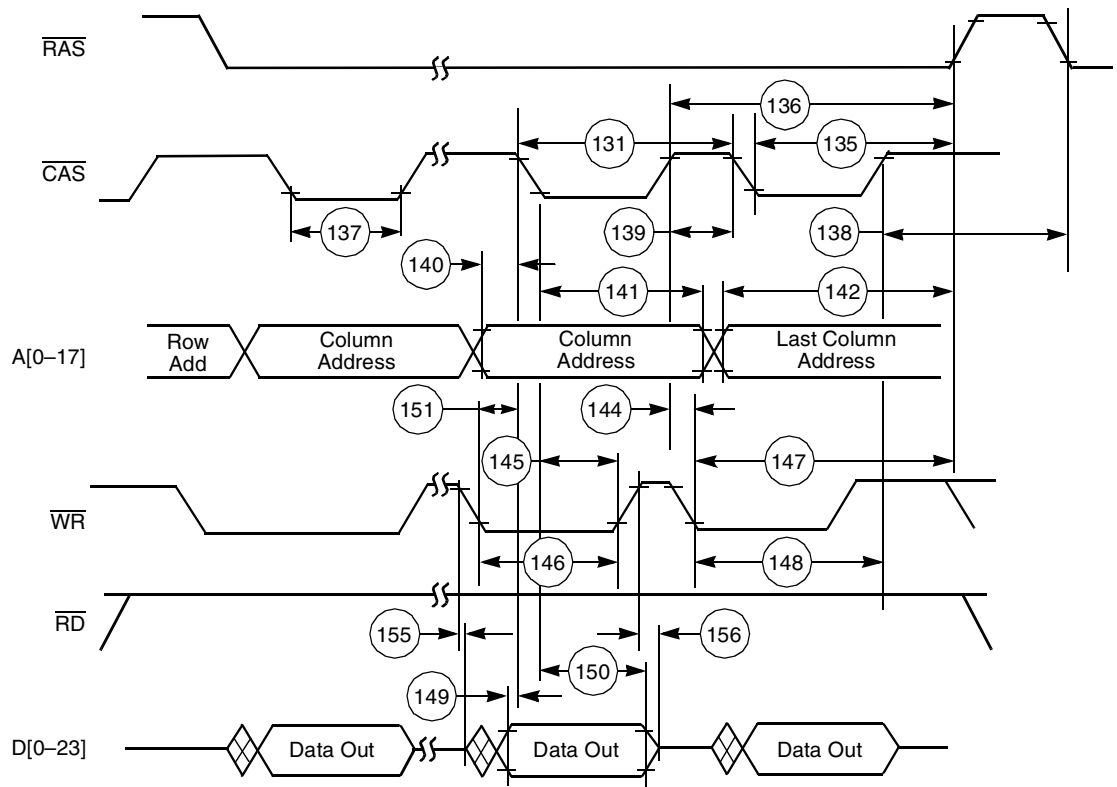 RAS
136
131
135
CAS
137
139
138
140
141
142
A[0–17]
Row
Add
Column
Address
Column
Address
Last Column
Address
151
144
145
147
WR
146
148
RD
155
156
150
149
D[0–23]
Data Out
Data Out
Data Out